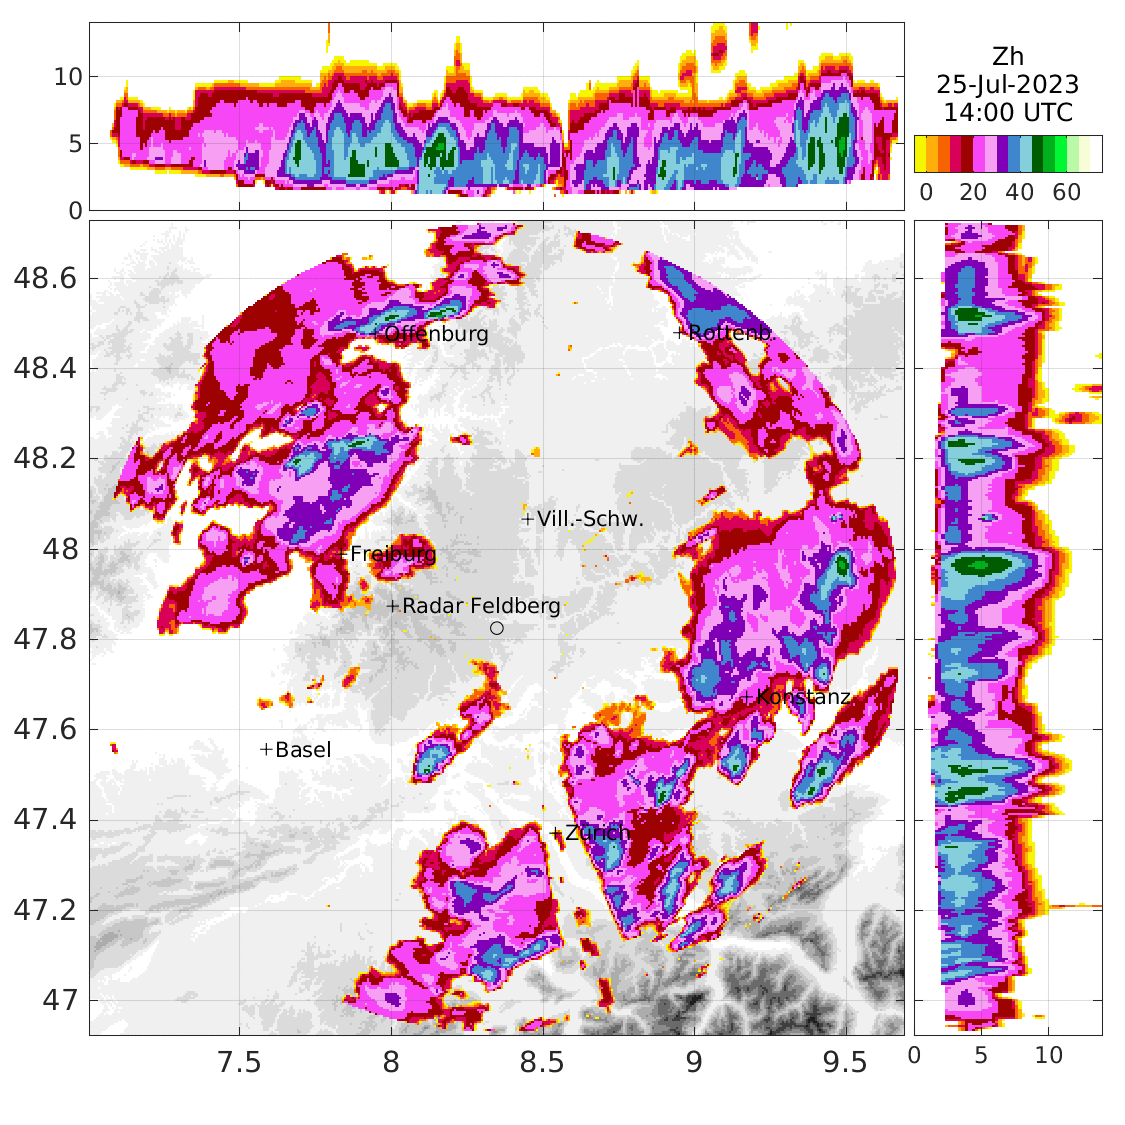 Zh
25-Jul-2023
14:00 UTC
0 20 40 60
10
5
0
48.6
Offenburg
Rottenb.
48.4
48.2
Vill.-Schw.
48
Freiburg
Radar Feldberg
47.8
Konstanz
47.6
Basel
47.4
Zürich
47.2
47
7.5 8 8.5 9 9.5
0 5 10